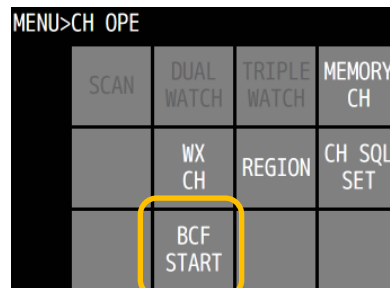 MENU>CH OPE
SCAN
DUAL
WATCH
TRIPLE
WATCH
MEMORY
CH
WX
CH
REGION
CH SQL
SET
BCF
START